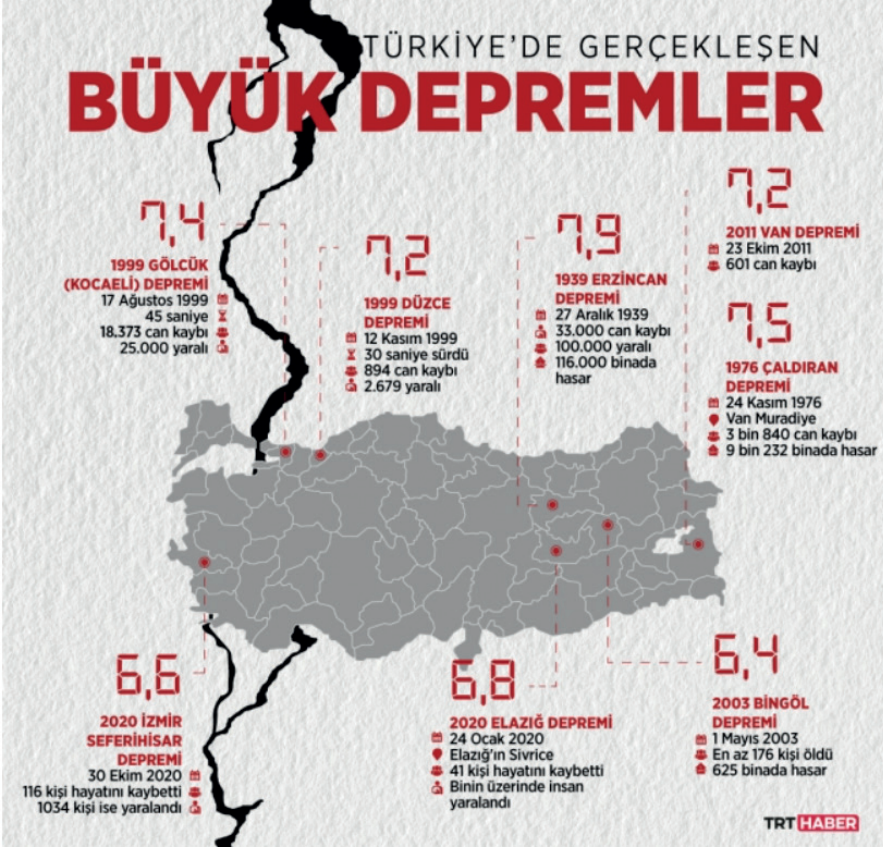 TÜRKİYE'DE GERÇEKLEŞEN
BÜYÜK DEPREMLER
7,4
1999 GÖLCÜK
(KOCAELİ) DEPREMİ
17 Ağustos 1999
45 saniye
18.373 can kaybı
25.000 yaralı
7,2
1999 DÜZCE
DEPREMİ
12 Kasım 1999
30 saniye sürdü
894 can kaybı
2.679 yaralı
7,9
1939 ERZİNCAN
DEPREMİ
27 Aralık 1939
33.000 can kaybı
100.000 yaralı
116.000 binada
hasar
7,2
2011 VAN DEPREMİ
23 Ekim 2011
601 can kaybı
7,5
1976 ÇALDIRAN
DEPREMİ
24 Kasım 1976
Van Muradiye
3 bin 840 can kaybı
9 bin 232 binada hasar
6,6
2020 İZMİR
SEFERİHİSAR
DEPREMİ
30 Ekim 2020
116 kişi hayatını kaybetti
1034 kişi ise yaralandı
6,8
2020 ELAZIĞ DEPREMİ
24 Ocak 2020
Elazığ'ın Sivrice
41 kişi hayatını kaybetti
Binin üzerinde insan
yaralandı
6,4
2003 BİNGÖL
DEPREMİ
1 Mayıs 2003
En az 176 kişi öldü
625 binada hasar
TRT HABER